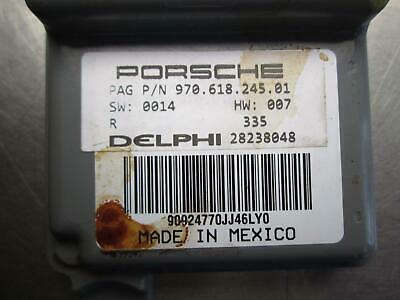 PORSCHE
PAG P/N 970.618.245.01
SW: 0014 HW: 007
R 335
DELPHI 28238048
90924770JJ46LY0
MADE IN MEXICO